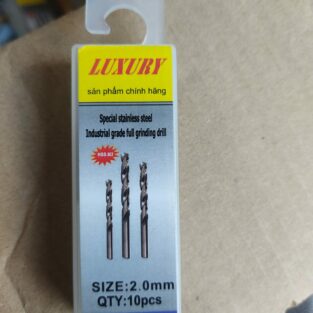 LUXURY
sản phẩm chính hãng
Special stainless steel
Industrial grade full grinding drill
SIZE:2.0mm
QTY:10pcs